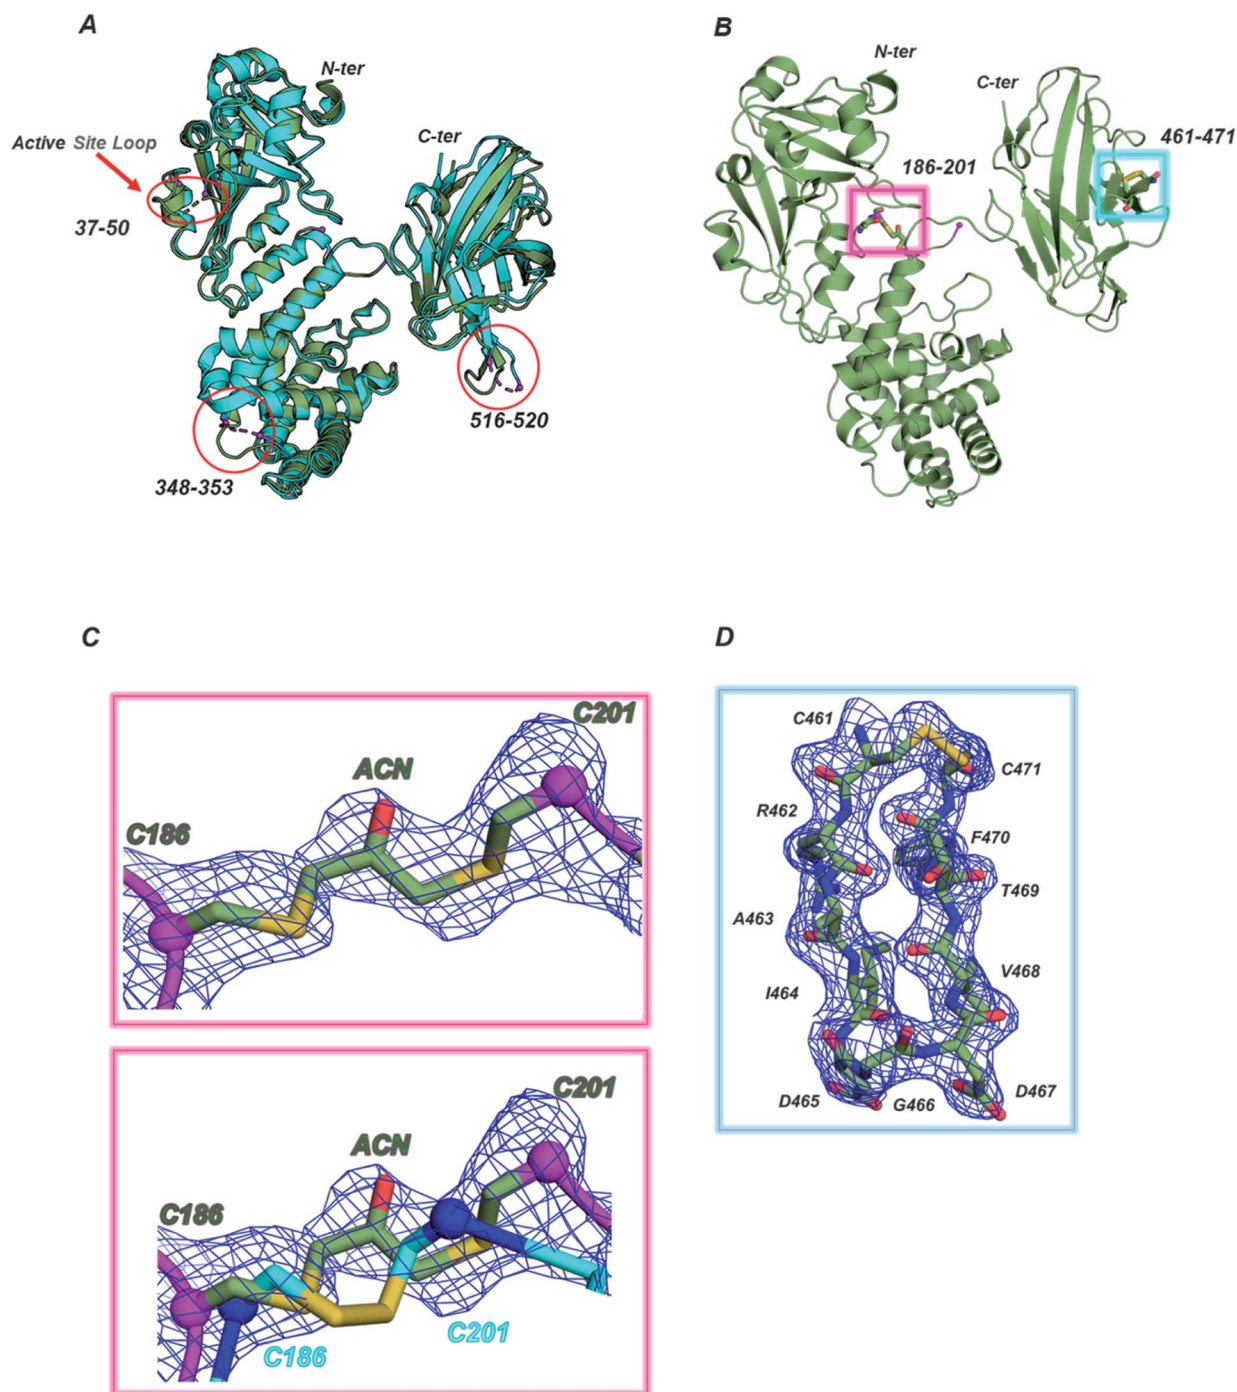 A
N-ter
C-ter
Active Site Loop
37-50
516-520
348-353
B
N-ter
C-ter
461-471
186-201
C
C201
ACN
C186
C201
ACN
C186
C201
C186
D
C461
C471
R462
F470
T469
A463
V468
I464
D465
G466
D467